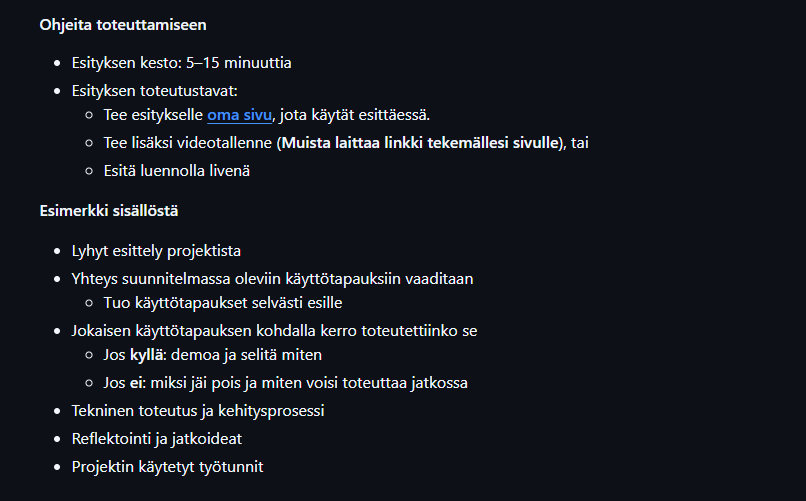 Ohjeita toteuttamiseen
Esityksen kesto: 5–15 minuuttia
Esityksen toteutustavat:
Tee esitykselle oma sivu, jota käytät esittäessä.
Tee lisäksi videotallenne (Muista laittaa linkki tekemällesi sivulle), tai
Esitä luennolla livenä
Esimerkki sisällöstä
Lyhyt esittely projektista
Yhteys suunnitelmassa oleviin käyttötapauksiin vaaditaan
Tuo käyttötapaukset selvästi esille
Jokaisen käyttötapauksen kohdalla kerro toteutettiinko se
Jos kyllä: demoa ja selitä miten
Jos ei: miksi jäi pois ja miten voisi toteuttaa jatkossa
Tekninen toteutus ja kehitysprosessi
Reflektointi ja jatkoideat
Projektin käytetyt työtunnit